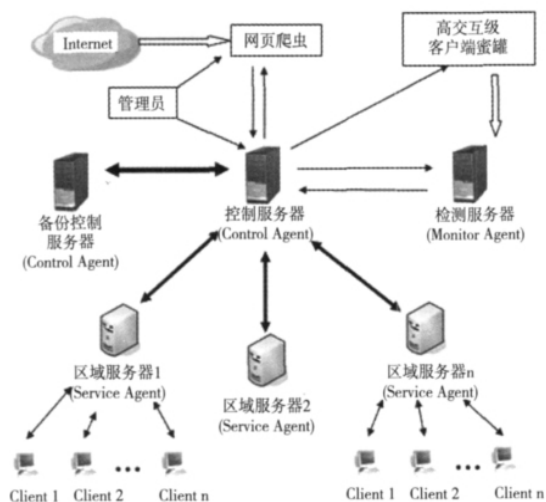 Internet
网页爬虫
高交互级
客户端蜜罐
管理员
备份控制
服务器
(Control Agent)
控制服务器
(Control Agent)
检测服务器
(Monitor Agent)
区域服务器1
(Service Agent)
区域服务器2
(Service Agent)
区域服务器n
(Service Agent)
Client 1 Client 2 ••• Client n
Client 1 Client 2 ••• Client n